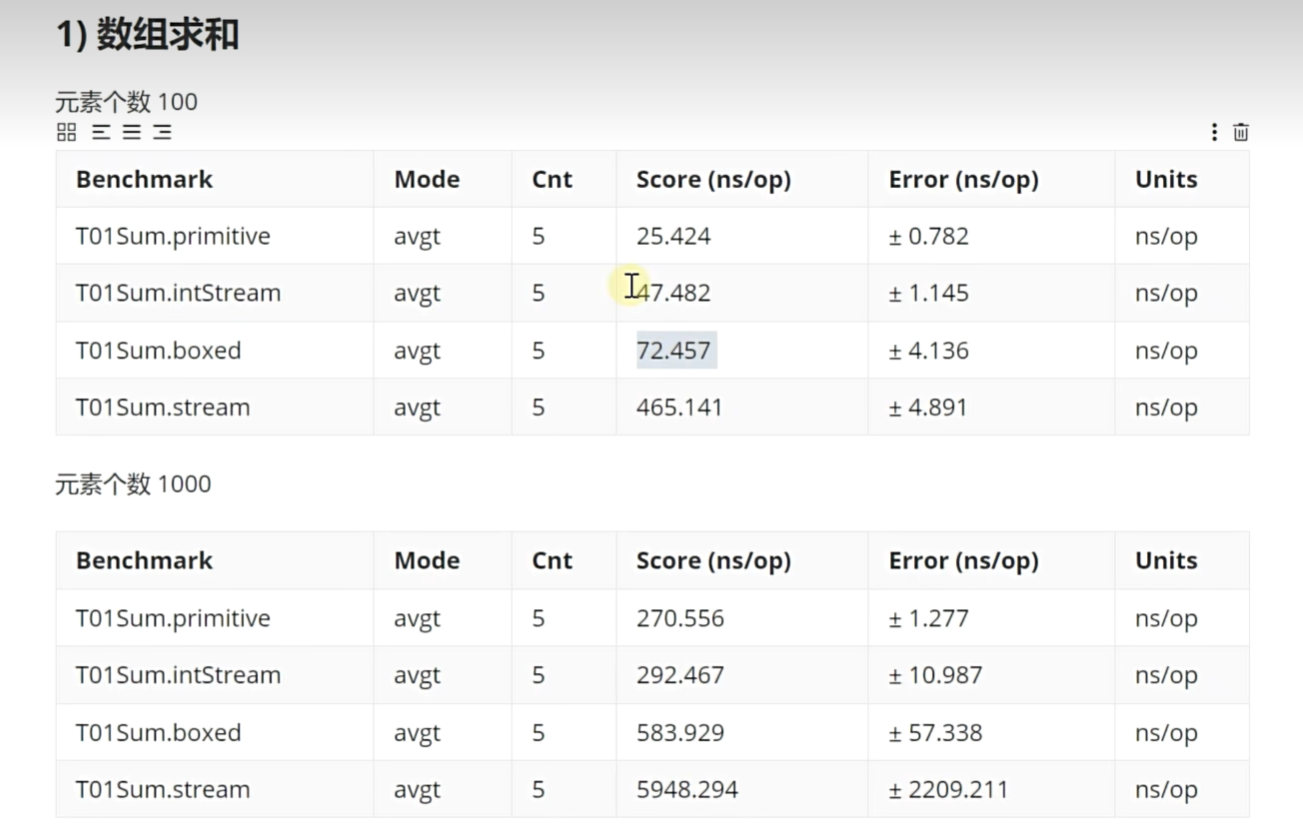 1) 数组求和
元素个数 100
Benchmark Mode Cnt Score (ns/op) Error (ns/op) Units
T01Sum.primitive avgt 5 25.424 ± 0.782 ns/op
T01Sum.intStream avgt 5 47.482 ± 1.145 ns/op
T01Sum.boxed avgt 5 72.457 ± 4.136 ns/op
T01Sum.stream avgt 5 465.141 ± 4.891 ns/op
元素个数 1000
Benchmark Mode Cnt Score (ns/op) Error (ns/op) Units
T01Sum.primitive avgt 5 270.556 ± 1.277 ns/op
T01Sum.intStream avgt 5 292.467 ± 10.987 ns/op
T01Sum.boxed avgt 5 583.929 ± 57.338 ns/op
T01Sum.stream avgt 5 5948.294 ± 2209.211 ns/op